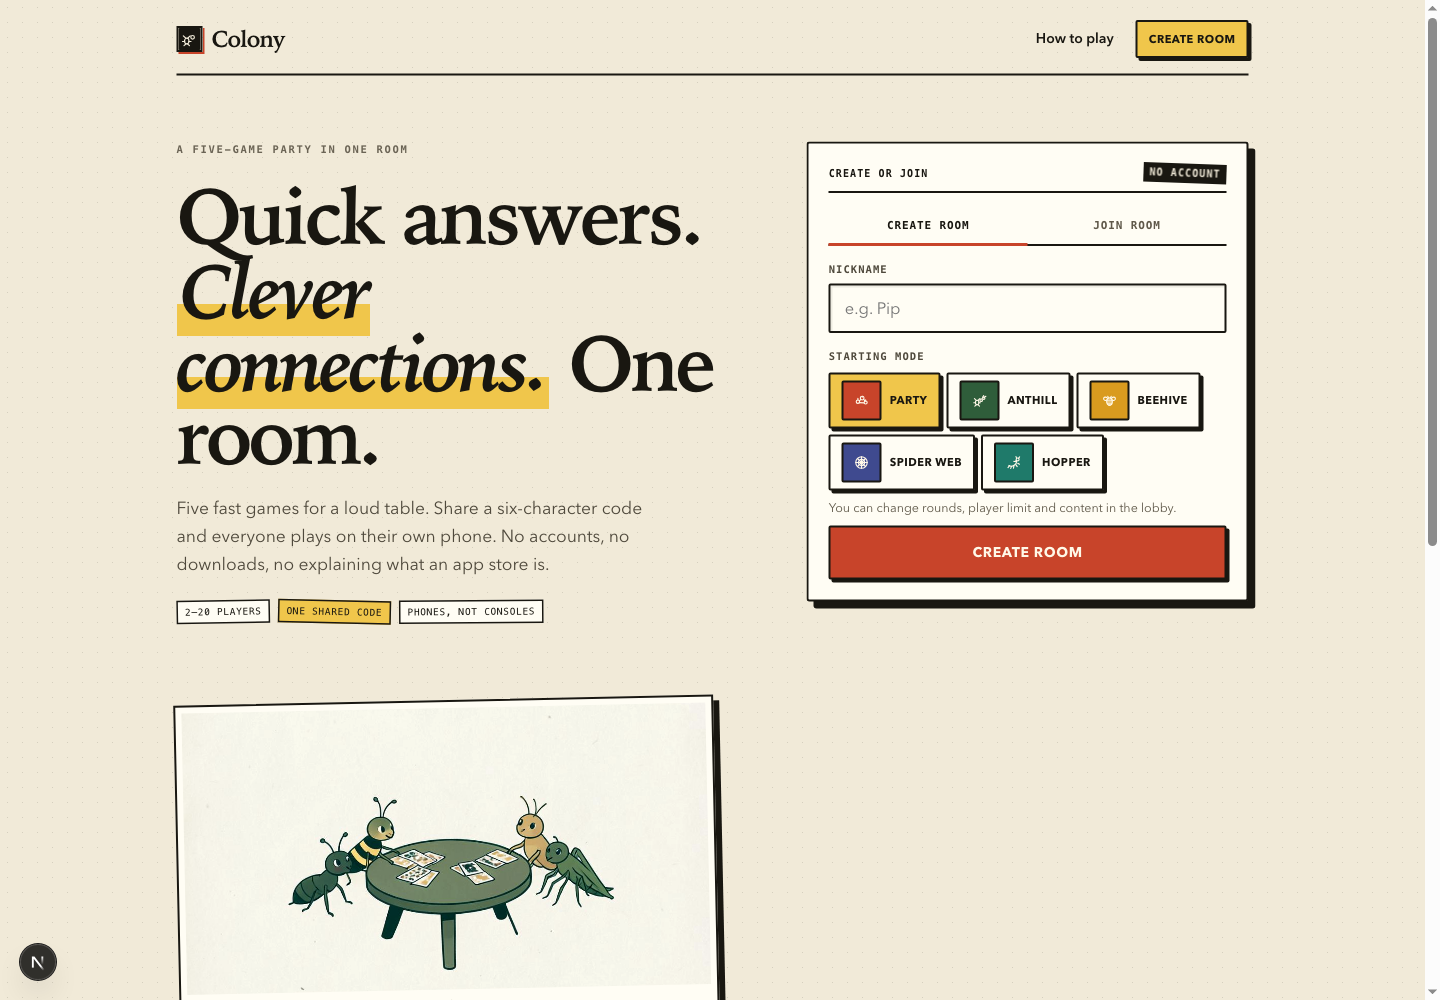 Colony
How to play
CREATE ROOM
A FIVE–GAME PARTY IN ONE ROOM
Quick answers.
Clever
connections. One
room.
Five fast games for a loud table. Share a six-character code
and everyone plays on their own phone. No accounts, no
downloads, no explaining what an app store is.
2–20 PLAYERS
ONE SHARED CODE
PHONES, NOT CONSOLES
CREATE OR JOIN
NO ACCOUNT
CREATE ROOM
JOIN ROOM
NICKNAME
e.g. Pip
STARTING MODE
PARTY
ANTHILL
BEEHIVE
SPIDER WEB
HOPPER
You can change rounds, player limit and content in the lobby.
CREATE ROOM
N